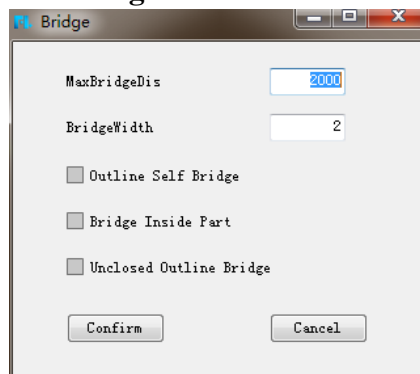 Bridge
MaxBridgeDis 2000
BridgeWidth 2
Outline Self Bridge
Bridge Inside Part
Unclosed Outline Bridge
Confirm Cancel